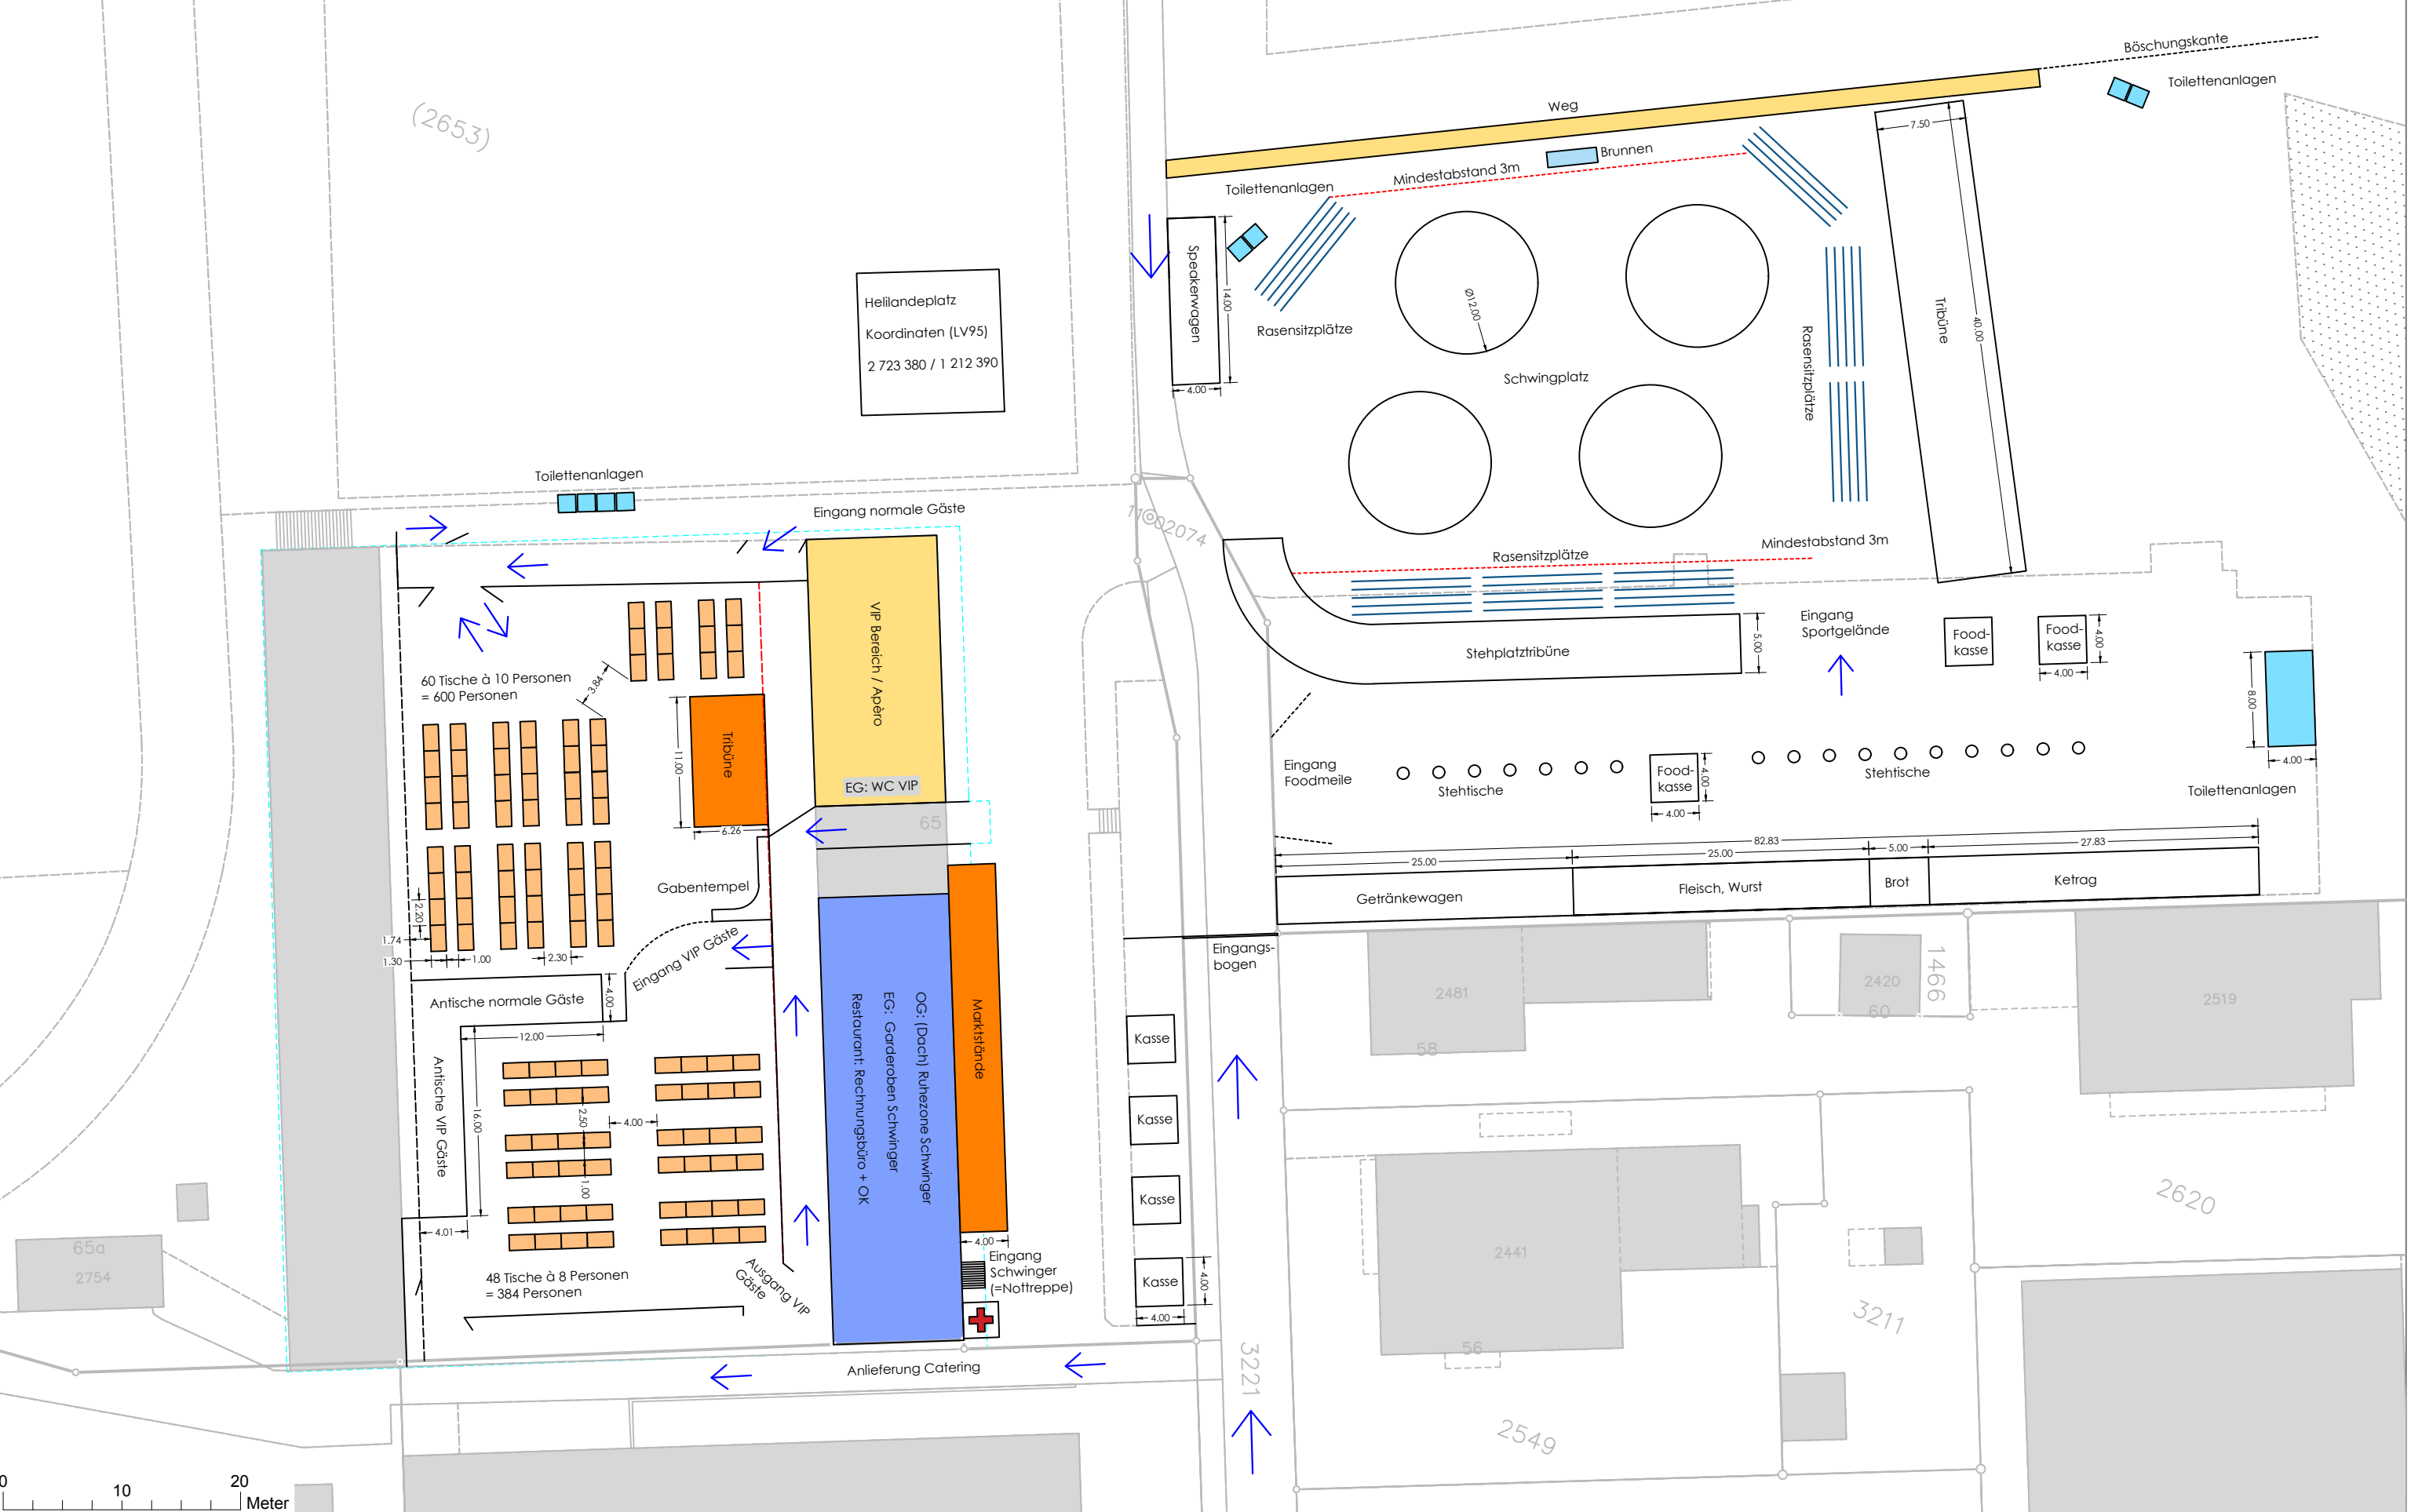 Böschungskante
Toilettenanlagen
Weg
7.50
Brunnen
Mindestabstand 3m
Toilettenanlagen
(2653)
Speakerwagen
14.00
4.00
Rasensitzplätze
Ø12.00
Schwingplatz
Rasensitzplätze
Tribüne
40.00
Helilandeplatz
Koordinaten (LV95)
2 723 380 / 1 212 390
Toilettenanlagen
Eingang normale Gäste
11002074
Rasensitzplätze
Mindestabstand 3m
Stehplatztribüne
5.00
Eingang
Sportgelände
Food-
kasse
Food-
kasse
4.00
4.00
8.00
4.00
Toilettenanlagen
60 Tische à 10 Personen
= 600 Personen
3.84
Tribüne
11.00
6.26
VIP Bereich / Apèro
EG: WC VIP
65
Eingang
Foodmeile
Stehtische
Food-
kasse
4.00
4.00
Stehtische
82.83
25.00
25.00
5.00
27.83
Getränkewagen
Fleisch, Wurst
Brot
Ketrag
Gabentempel
Eingang VIP Gäste
2.20
1.74
1.30
1.00
2.30
Antische normale Gäste
4.00
12.00
Antische VIP Gäste
16.00
4.01
2.50
4.00
1.00
48 Tische à 8 Personen
= 384 Personen
Ausgang VIP
Gäste
OG: (Dach) Ruhezone Schwinger
EG: Garderoben Schwinger
Restaurant: Rechnungsbüro + OK
Marktstände
4.00
Eingang
Schwinger
(=Nottreppe)
Eingangs-
bogen
Kasse
Kasse
Kasse
Kasse
4.00
4.00
Anlieferung Catering
2481
58
2420
60
1466
2519
2441
56
2620
3211
3221
2549
65a
2754
0
10
20
Meter